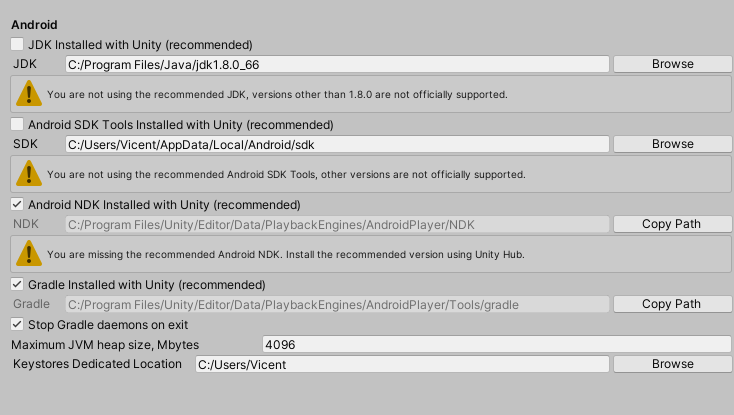 Android
JDK Installed with Unity (recommended)
JDK C:/Program Files/Java/jdk1.8.0_66 Browse
You are not using the recommended JDK, versions other than 1.8.0 are not officially supported.
Android SDK Tools Installed with Unity (recommended)
SDK C:/Users/Vicent/AppData/Local/Android/sdk Browse
You are not using the recommended Android SDK Tools, other versions are not officially supported.
Android NDK Installed with Unity (recommended)
NDK C:/Program Files/Unity/Editor/Data/PlaybackEngines/AndroidPlayer/NDK Copy Path
You are missing the recommended Android NDK. Install the recommended version using Unity Hub.
Gradle Installed with Unity (recommended)
Gradle C:/Program Files/Unity/Editor/Data/PlaybackEngines/AndroidPlayer/Tools/gradle Copy Path
Stop Gradle daemons on exit
Maximum JVM heap size, Mbytes 4096
Keystores Dedicated Location C:/Users/Vicent Browse